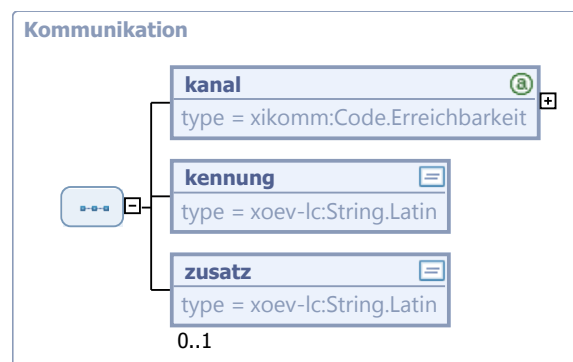 Kommunikation
kanal
type = xikomm:Code.Erreichbarkeit
kennung
type = xoev-lc:String.Latin
zusatz
type = xoev-lc:String.Latin
0..1